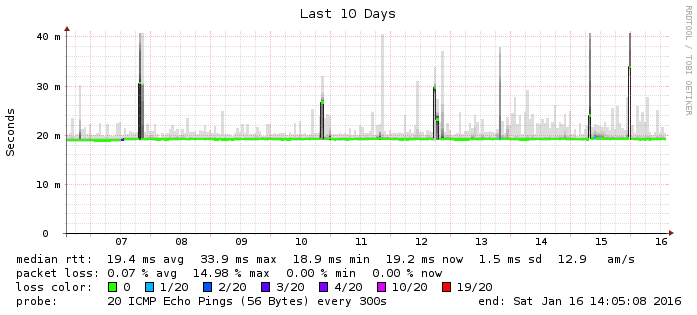 Last 10 Days
RRDTOOL / TOBI OETIKER
Seconds
40 m
30 m
20 m
10 m
0
07 08 09 10 11 12 13 14 15 16
median rtt: 19.4 ms avg 33.9 ms max 18.9 ms min 19.2 ms now 1.5 ms sd 12.9 am/s
packet loss: 0.07 % avg 14.98 % max 0.00 % min 0.00 % now
loss color: 0 1/20 2/20 3/20 4/20 10/20 19/20
probe: 20 ICMP Echo Pings (56 Bytes) every 300s end: Sat Jan 16 14:05:08 2016